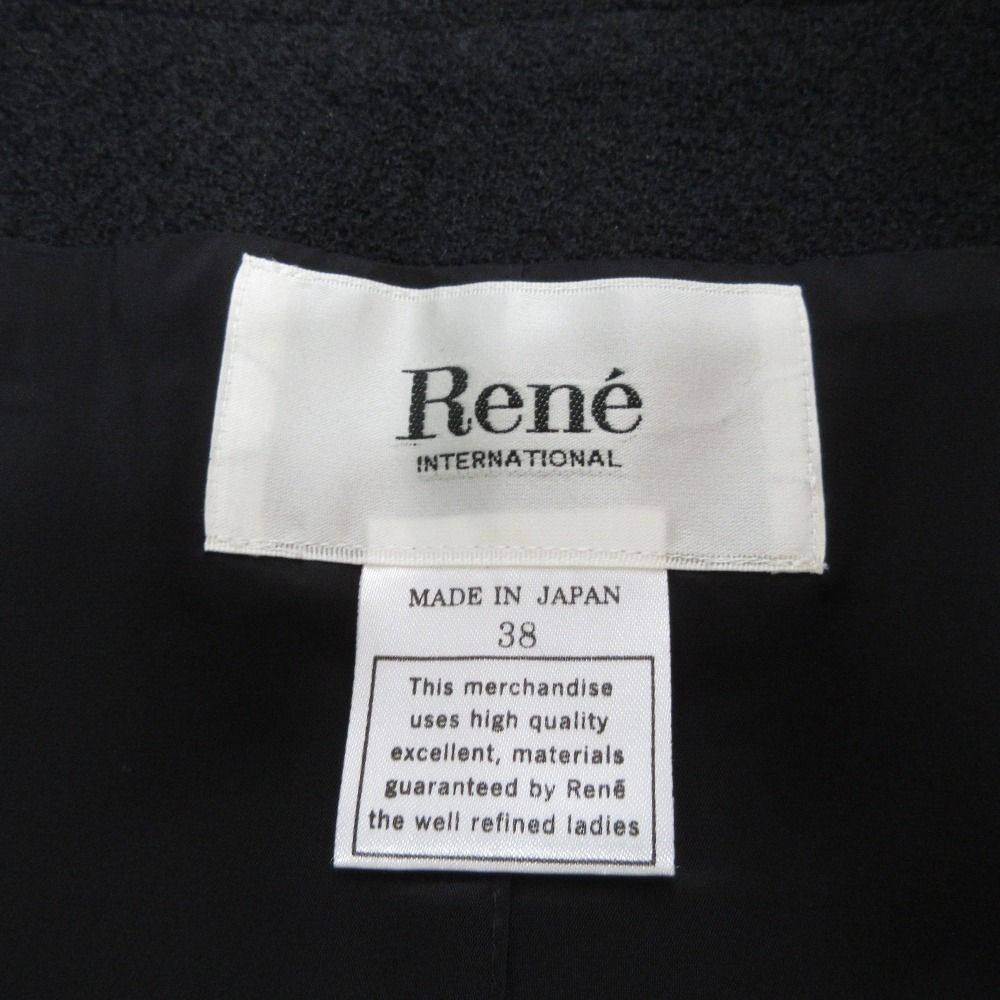 René
INTERNATIONAL
MADE IN JAPAN
38
This merchandise
uses high quality
excellent, materials
guaranteed by Renē
the well refined ladies